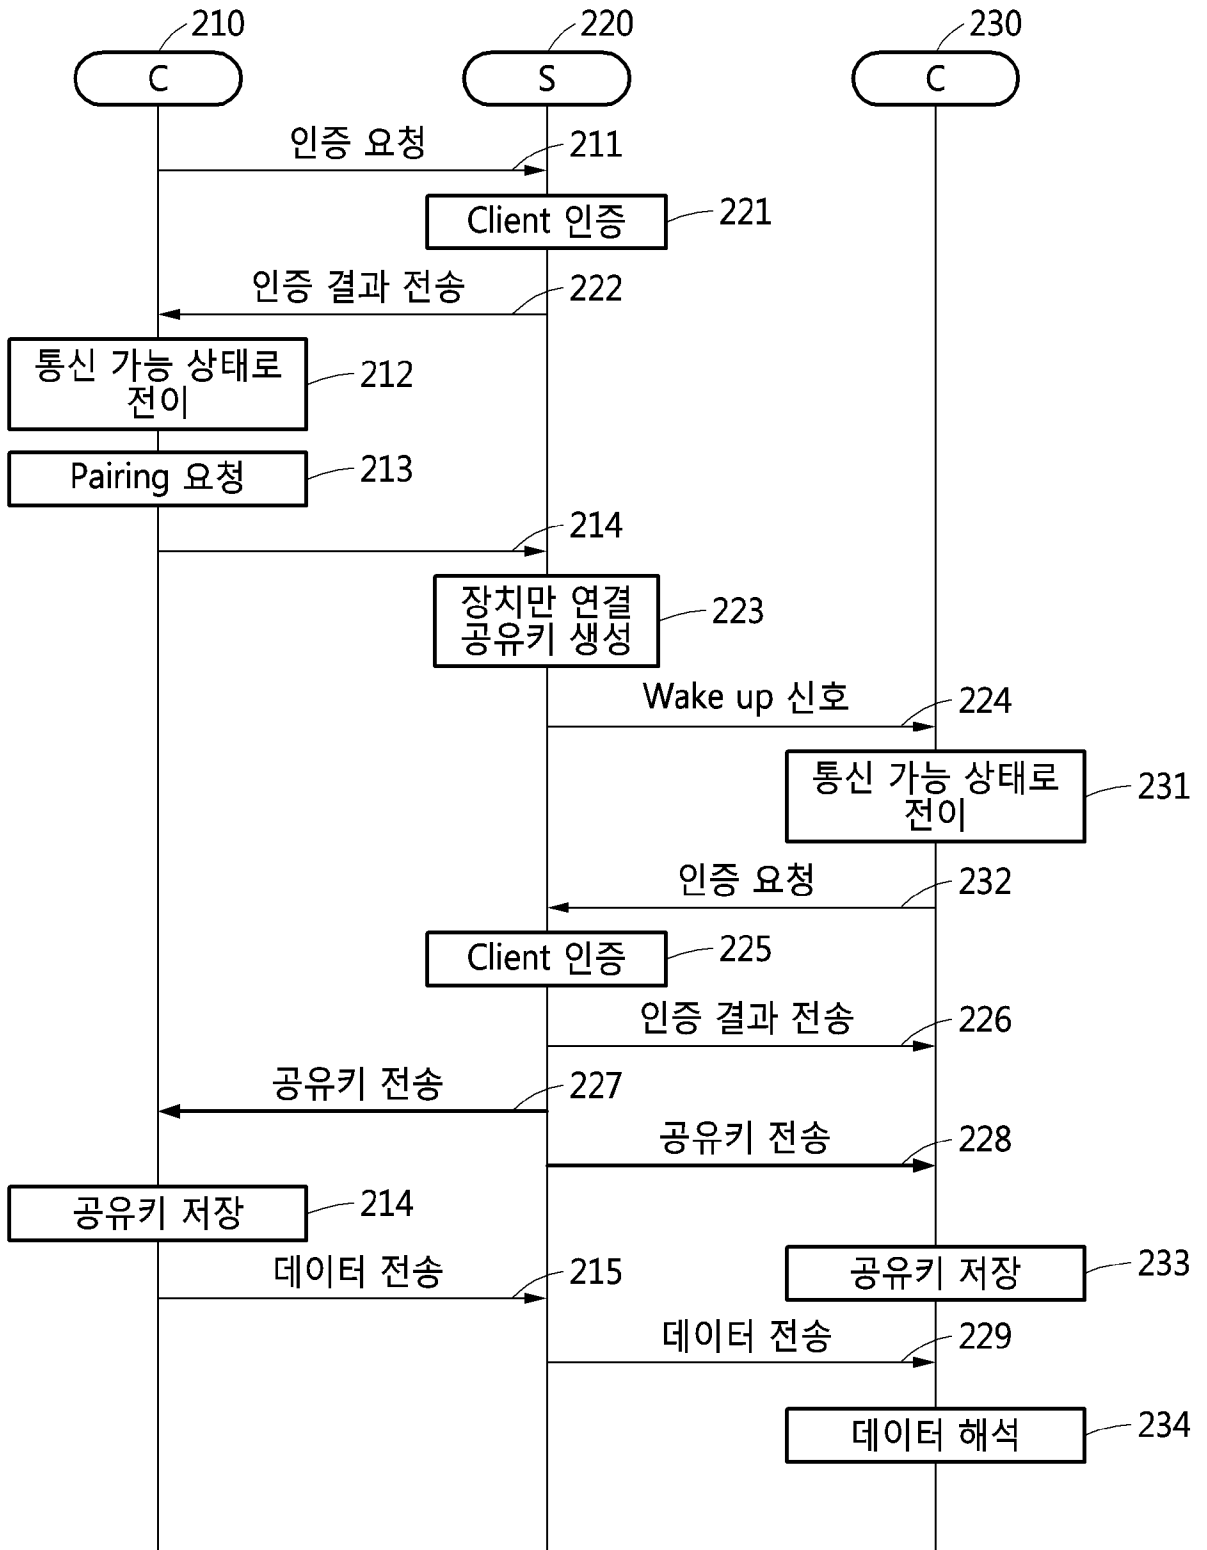 210
220
230
C
S
C
인증 요청
211
Client 인증
221
인증 결과 전송
222
통신 가능 상태로
전이
212
Pairing 요청
213
214
장치만 연결
공유키 생성
223
Wake up 신호
224
통신 가능 상태로
전이
231
인증 요청
232
Client 인증
225
인증 결과 전송
226
공유키 전송
227
공유키 전송
228
공유키 저장
214
데이터 전송
215
공유키 저장
233
데이터 전송
229
데이터 해석
234